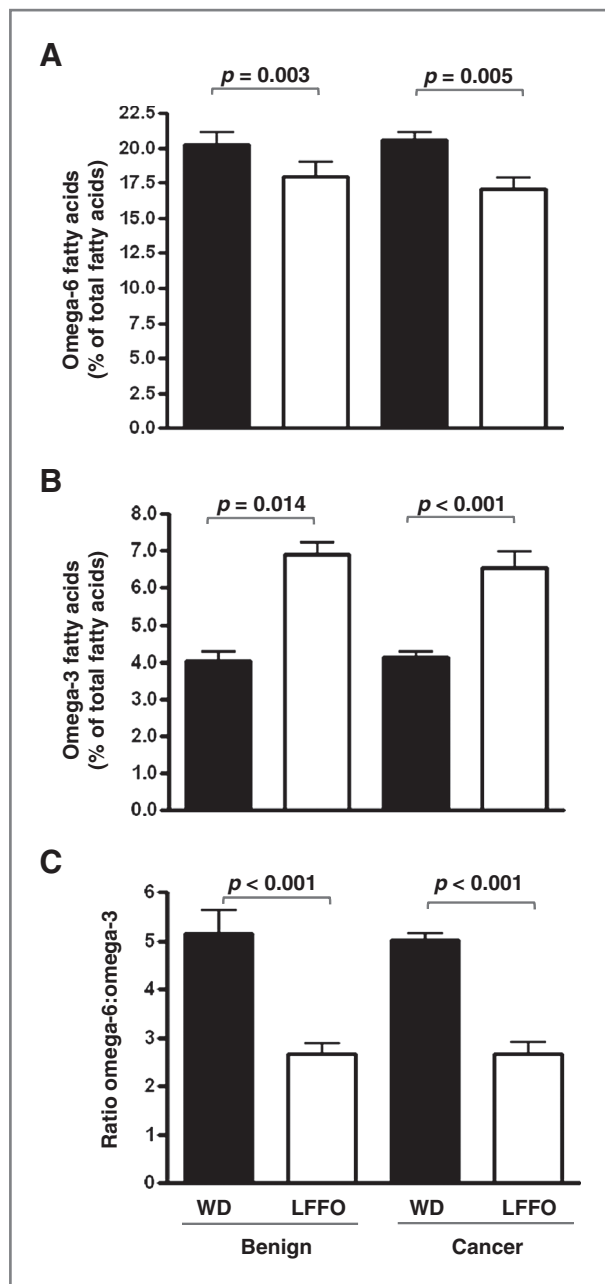 A
p = 0.003
p = 0.005
22.5
20.0
17.5
15.0
12.5
10.0
7.5
5.0
2.5
0.0
Omega-6 fatty acids
(% of total fatty acids)
B
p = 0.014
p < 0.001
8.0
7.0
6.0
5.0
4.0
3.0
2.0
1.0
0.0
Omega-3 fatty acids
(% of total fatty acids)
C
p < 0.001
p < 0.001
6
5
4
3
2
1
0
Ratio omega-6:omega-3
WD LFFO WD LFFO
Benign Cancer